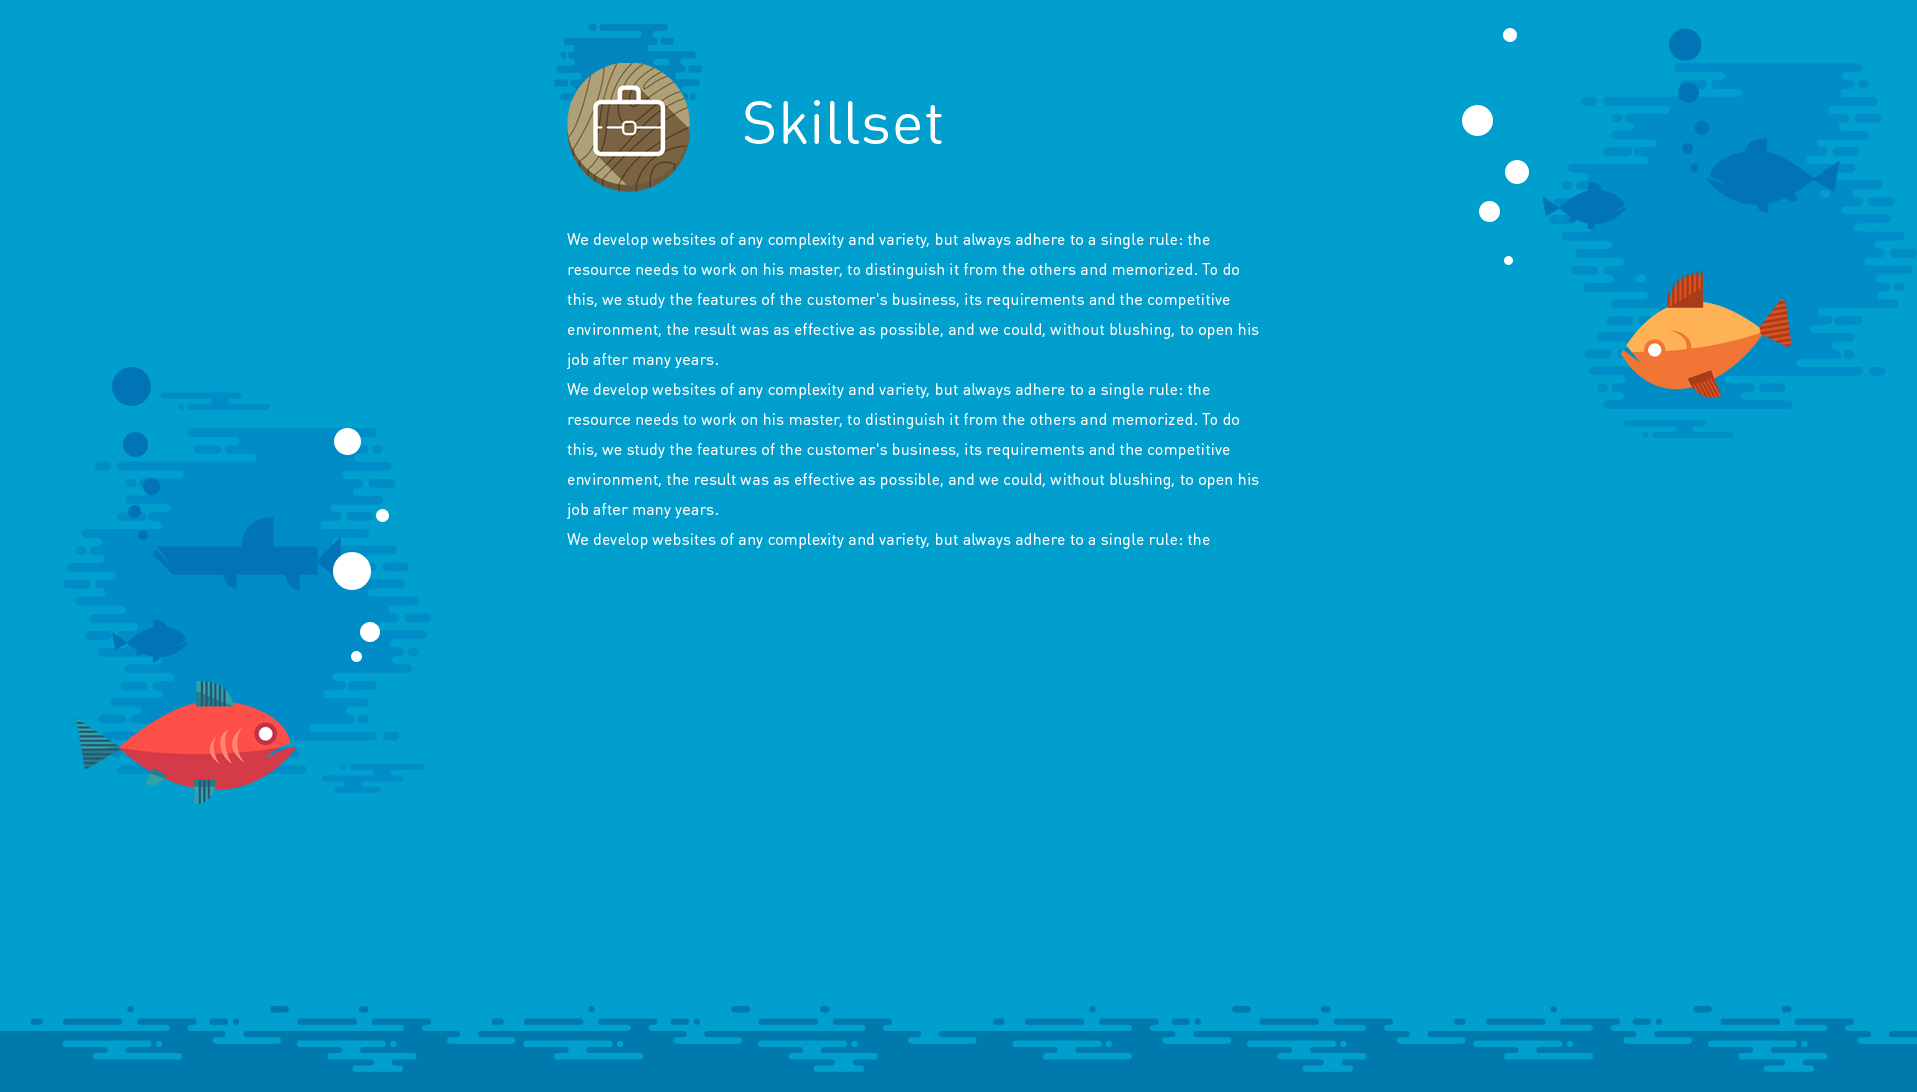 Skillset
We develop websites of any complexity and variety, but always adhere to a single rule: the
resource needs to work on his master, to distinguish it from the others and memorized. To do
this, we study the features of the customer's business, its requirements and the competitive
environment, the result was as effective as possible, and we could, without blushing, to open his
job after many years.
We develop websites of any complexity and variety, but always adhere to a single rule: the
resource needs to work on his master, to distinguish it from the others and memorized. To do
this, we study the features of the customer's business, its requirements and the competitive
environment, the result was as effective as possible, and we could, without blushing, to open his
job after many years.
We develop websites of any complexity and variety, but always adhere to a single rule: the